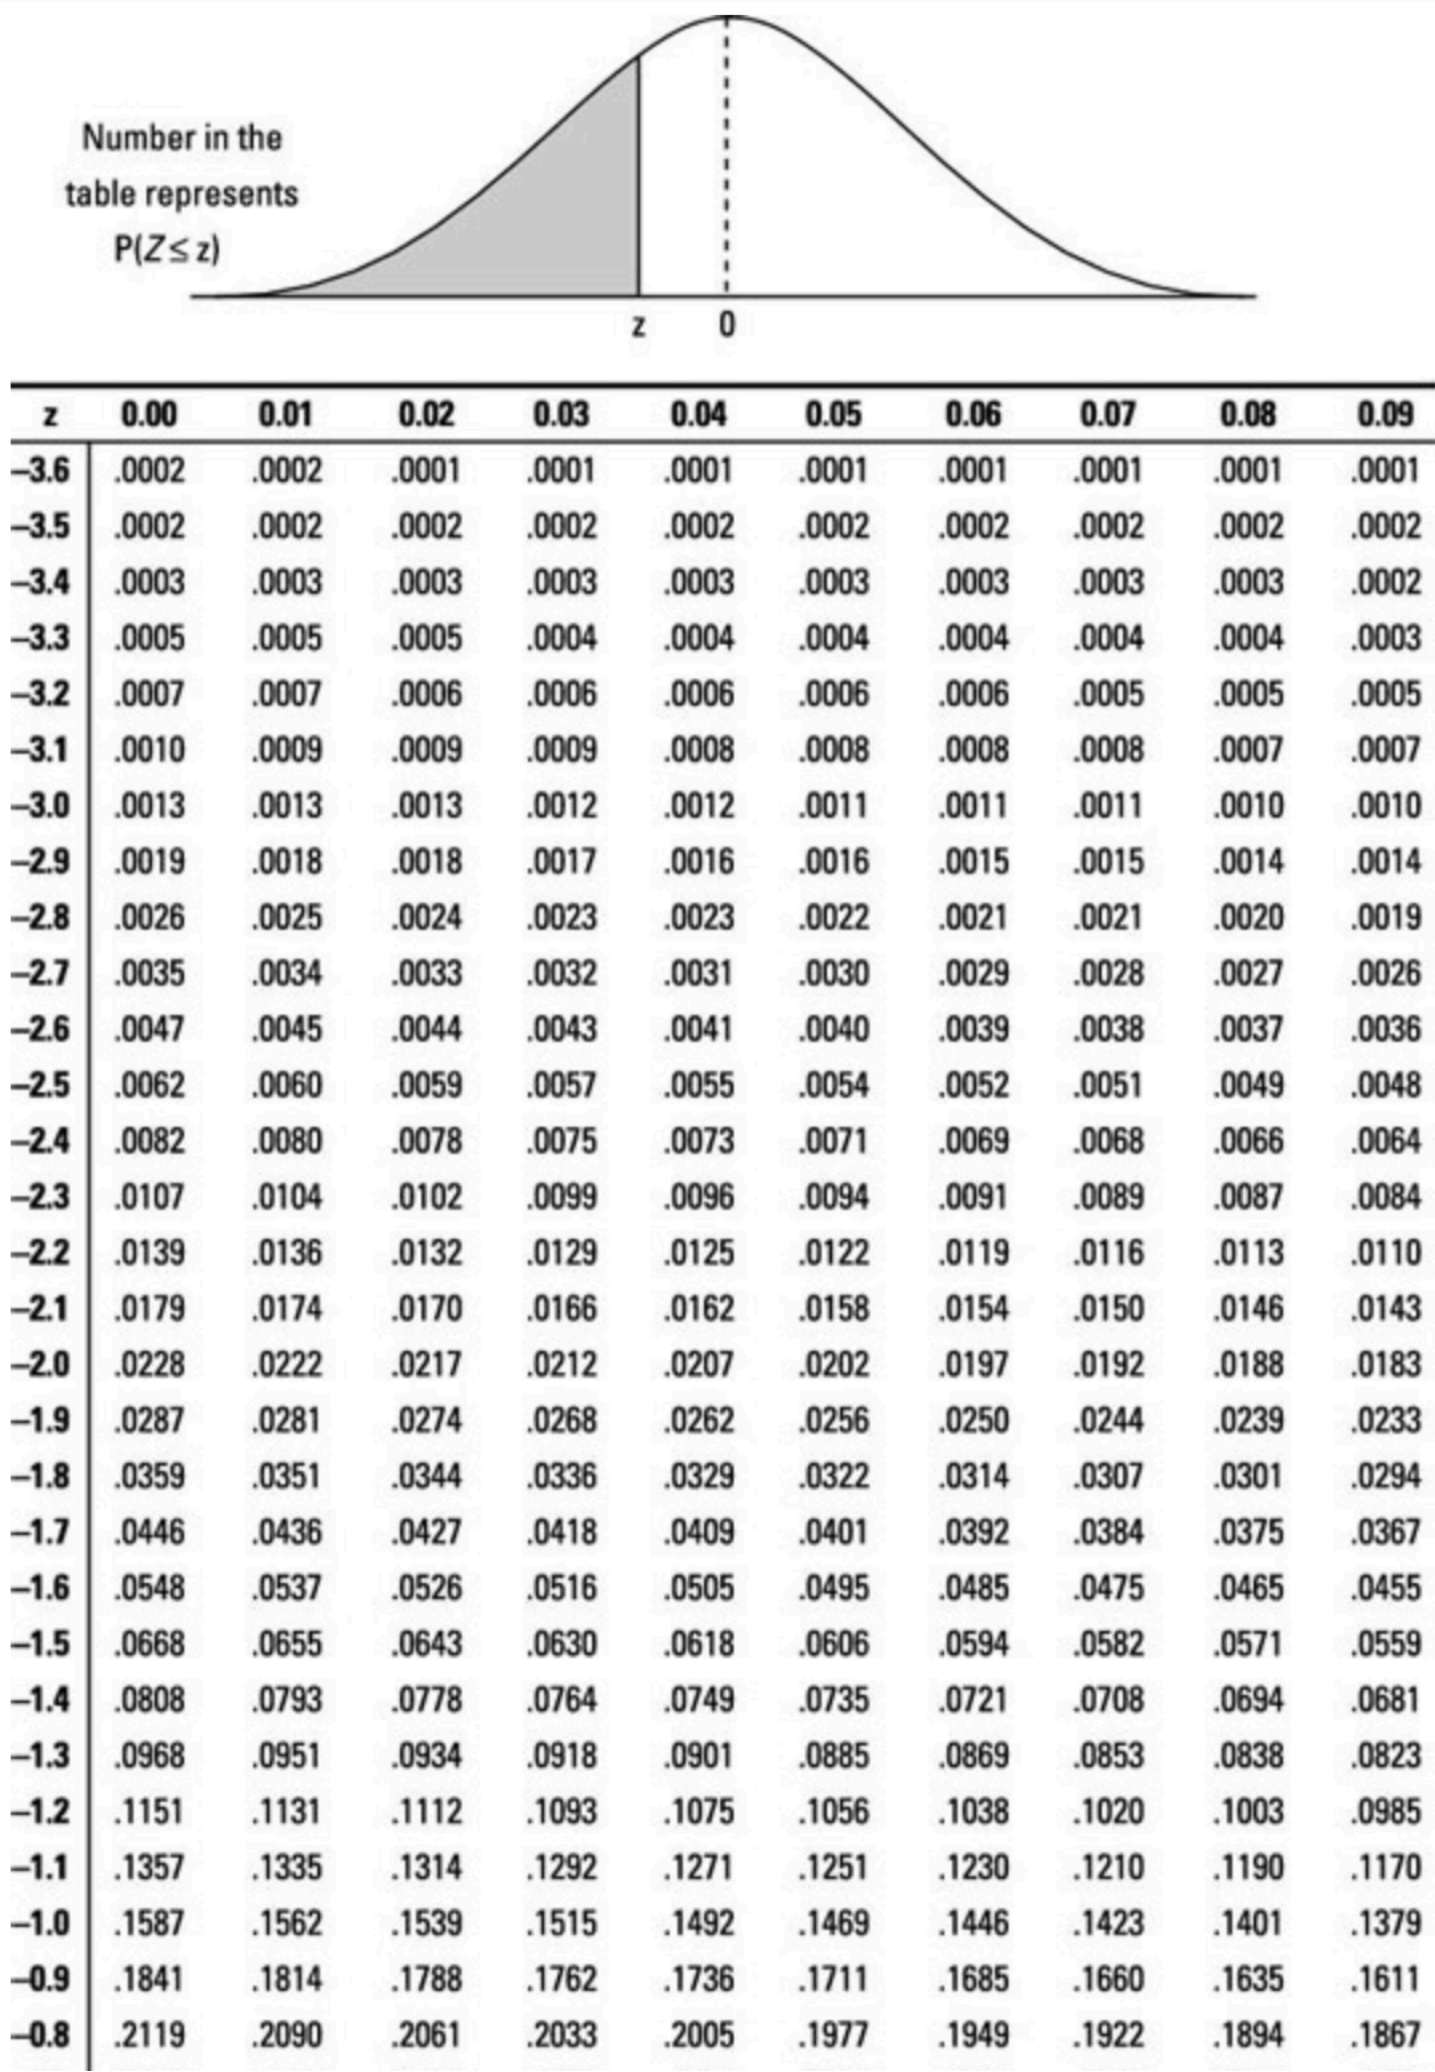 Number in the
table represents
P(Z ≤ z)
z 0
z 0.00 0.01 0.02 0.03 0.04 0.05 0.06 0.07 0.08 0.09
–3.6 .0002 .0002 .0001 .0001 .0001 .0001 .0001 .0001 .0001 .0001
–3.5 .0002 .0002 .0002 .0002 .0002 .0002 .0002 .0002 .0002 .0002
–3.4 .0003 .0003 .0003 .0003 .0003 .0003 .0003 .0003 .0003 .0002
–3.3 .0005 .0005 .0005 .0004 .0004 .0004 .0004 .0004 .0004 .0003
–3.2 .0007 .0007 .0006 .0006 .0006 .0006 .0006 .0005 .0005 .0005
–3.1 .0010 .0009 .0009 .0009 .0008 .0008 .0008 .0008 .0007 .0007
–3.0 .0013 .0013 .0013 .0012 .0012 .0011 .0011 .0011 .0010 .0010
–2.9 .0019 .0018 .0018 .0017 .0016 .0016 .0015 .0015 .0014 .0014
–2.8 .0026 .0025 .0024 .0023 .0023 .0022 .0021 .0021 .0020 .0019
–2.7 .0035 .0034 .0033 .0032 .0031 .0030 .0029 .0028 .0027 .0026
–2.6 .0047 .0045 .0044 .0043 .0041 .0040 .0039 .0038 .0037 .0036
–2.5 .0062 .0060 .0059 .0057 .0055 .0054 .0052 .0051 .0049 .0048
–2.4 .0082 .0080 .0078 .0075 .0073 .0071 .0069 .0068 .0066 .0064
–2.3 .0107 .0104 .0102 .0099 .0096 .0094 .0091 .0089 .0087 .0084
–2.2 .0139 .0136 .0132 .0129 .0125 .0122 .0119 .0116 .0113 .0110
–2.1 .0179 .0174 .0170 .0166 .0162 .0158 .0154 .0150 .0146 .0143
–2.0 .0228 .0222 .0217 .0212 .0207 .0202 .0197 .0192 .0188 .0183
–1.9 .0287 .0281 .0274 .0268 .0262 .0256 .0250 .0244 .0239 .0233
–1.8 .0359 .0351 .0344 .0336 .0329 .0322 .0314 .0307 .0301 .0294
–1.7 .0446 .0436 .0427 .0418 .0409 .0401 .0392 .0384 .0375 .0367
–1.6 .0548 .0537 .0526 .0516 .0505 .0495 .0485 .0475 .0465 .0455
–1.5 .0668 .0655 .0643 .0630 .0618 .0606 .0594 .0582 .0571 .0559
–1.4 .0808 .0793 .0778 .0764 .0749 .0735 .0721 .0708 .0694 .0681
–1.3 .0968 .0951 .0934 .0918 .0901 .0885 .0869 .0853 .0838 .0823
–1.2 .1151 .1131 .1112 .1093 .1075 .1056 .1038 .1020 .1003 .0985
–1.1 .1357 .1335 .1314 .1292 .1271 .1251 .1230 .1210 .1190 .1170
–1.0 .1587 .1562 .1539 .1515 .1492 .1469 .1446 .1423 .1401 .1379
–0.9 .1841 .1814 .1788 .1762 .1736 .1711 .1685 .1660 .1635 .1611
–0.8 .2119 .2090 .2061 .2033 .2005 .1977 .1949 .1922 .1894 .1867